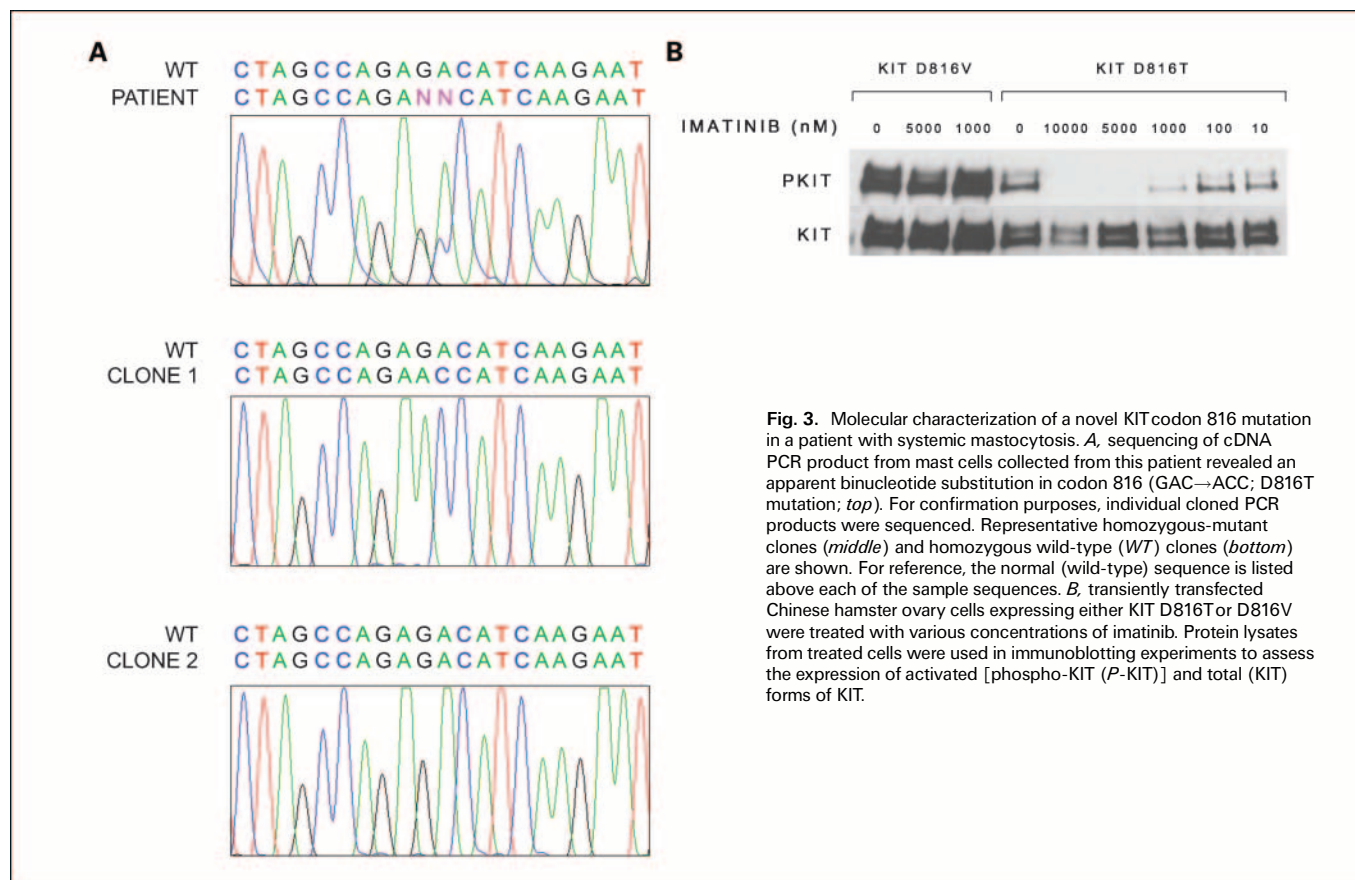 A
WT CTAGCCAGAGACATCAAGAAT
PATIENT CTAGCCAGANNCATCAAGAAT
WT CTAGCCAGAGACATCAAGAAT
CLONE 1 CTAGCCAGAACCATCAAGAAT
WT CTAGCCAGAGACATCAAGAAT
CLONE 2 CTAGCCAGAGACATCAAGAAT
B
KIT D816V KIT D816T
IMATINIB (nM) 0 5000 1000 0 10000 5000 1000 100 10
PKIT
KIT
Fig. 3. Molecular characterization of a novel KIT codon 816 mutation
in a patient with systemic mastocytosis. A, sequencing of cDNA
PCR product from mast cells collected from this patient revealed an
apparent binucleotide substitution in codon 816 (GAC→ACC; D816T
mutation; top). For confirmation purposes, individual cloned PCR
products were sequenced. Representative homozygous-mutant
clones (middle) and homozygous wild-type (WT) clones (bottom)
are shown. For reference, the normal (wild-type) sequence is listed
above each of the sample sequences. B, transiently transfected
Chinese hamster ovary cells expressing either KIT D816T or D816V
were treated with various concentrations of imatinib. Protein lysates
from treated cells were used in immunoblotting experiments to assess
the expression of activated [phospho-KIT (P-KIT)] and total (KIT)
forms of KIT.